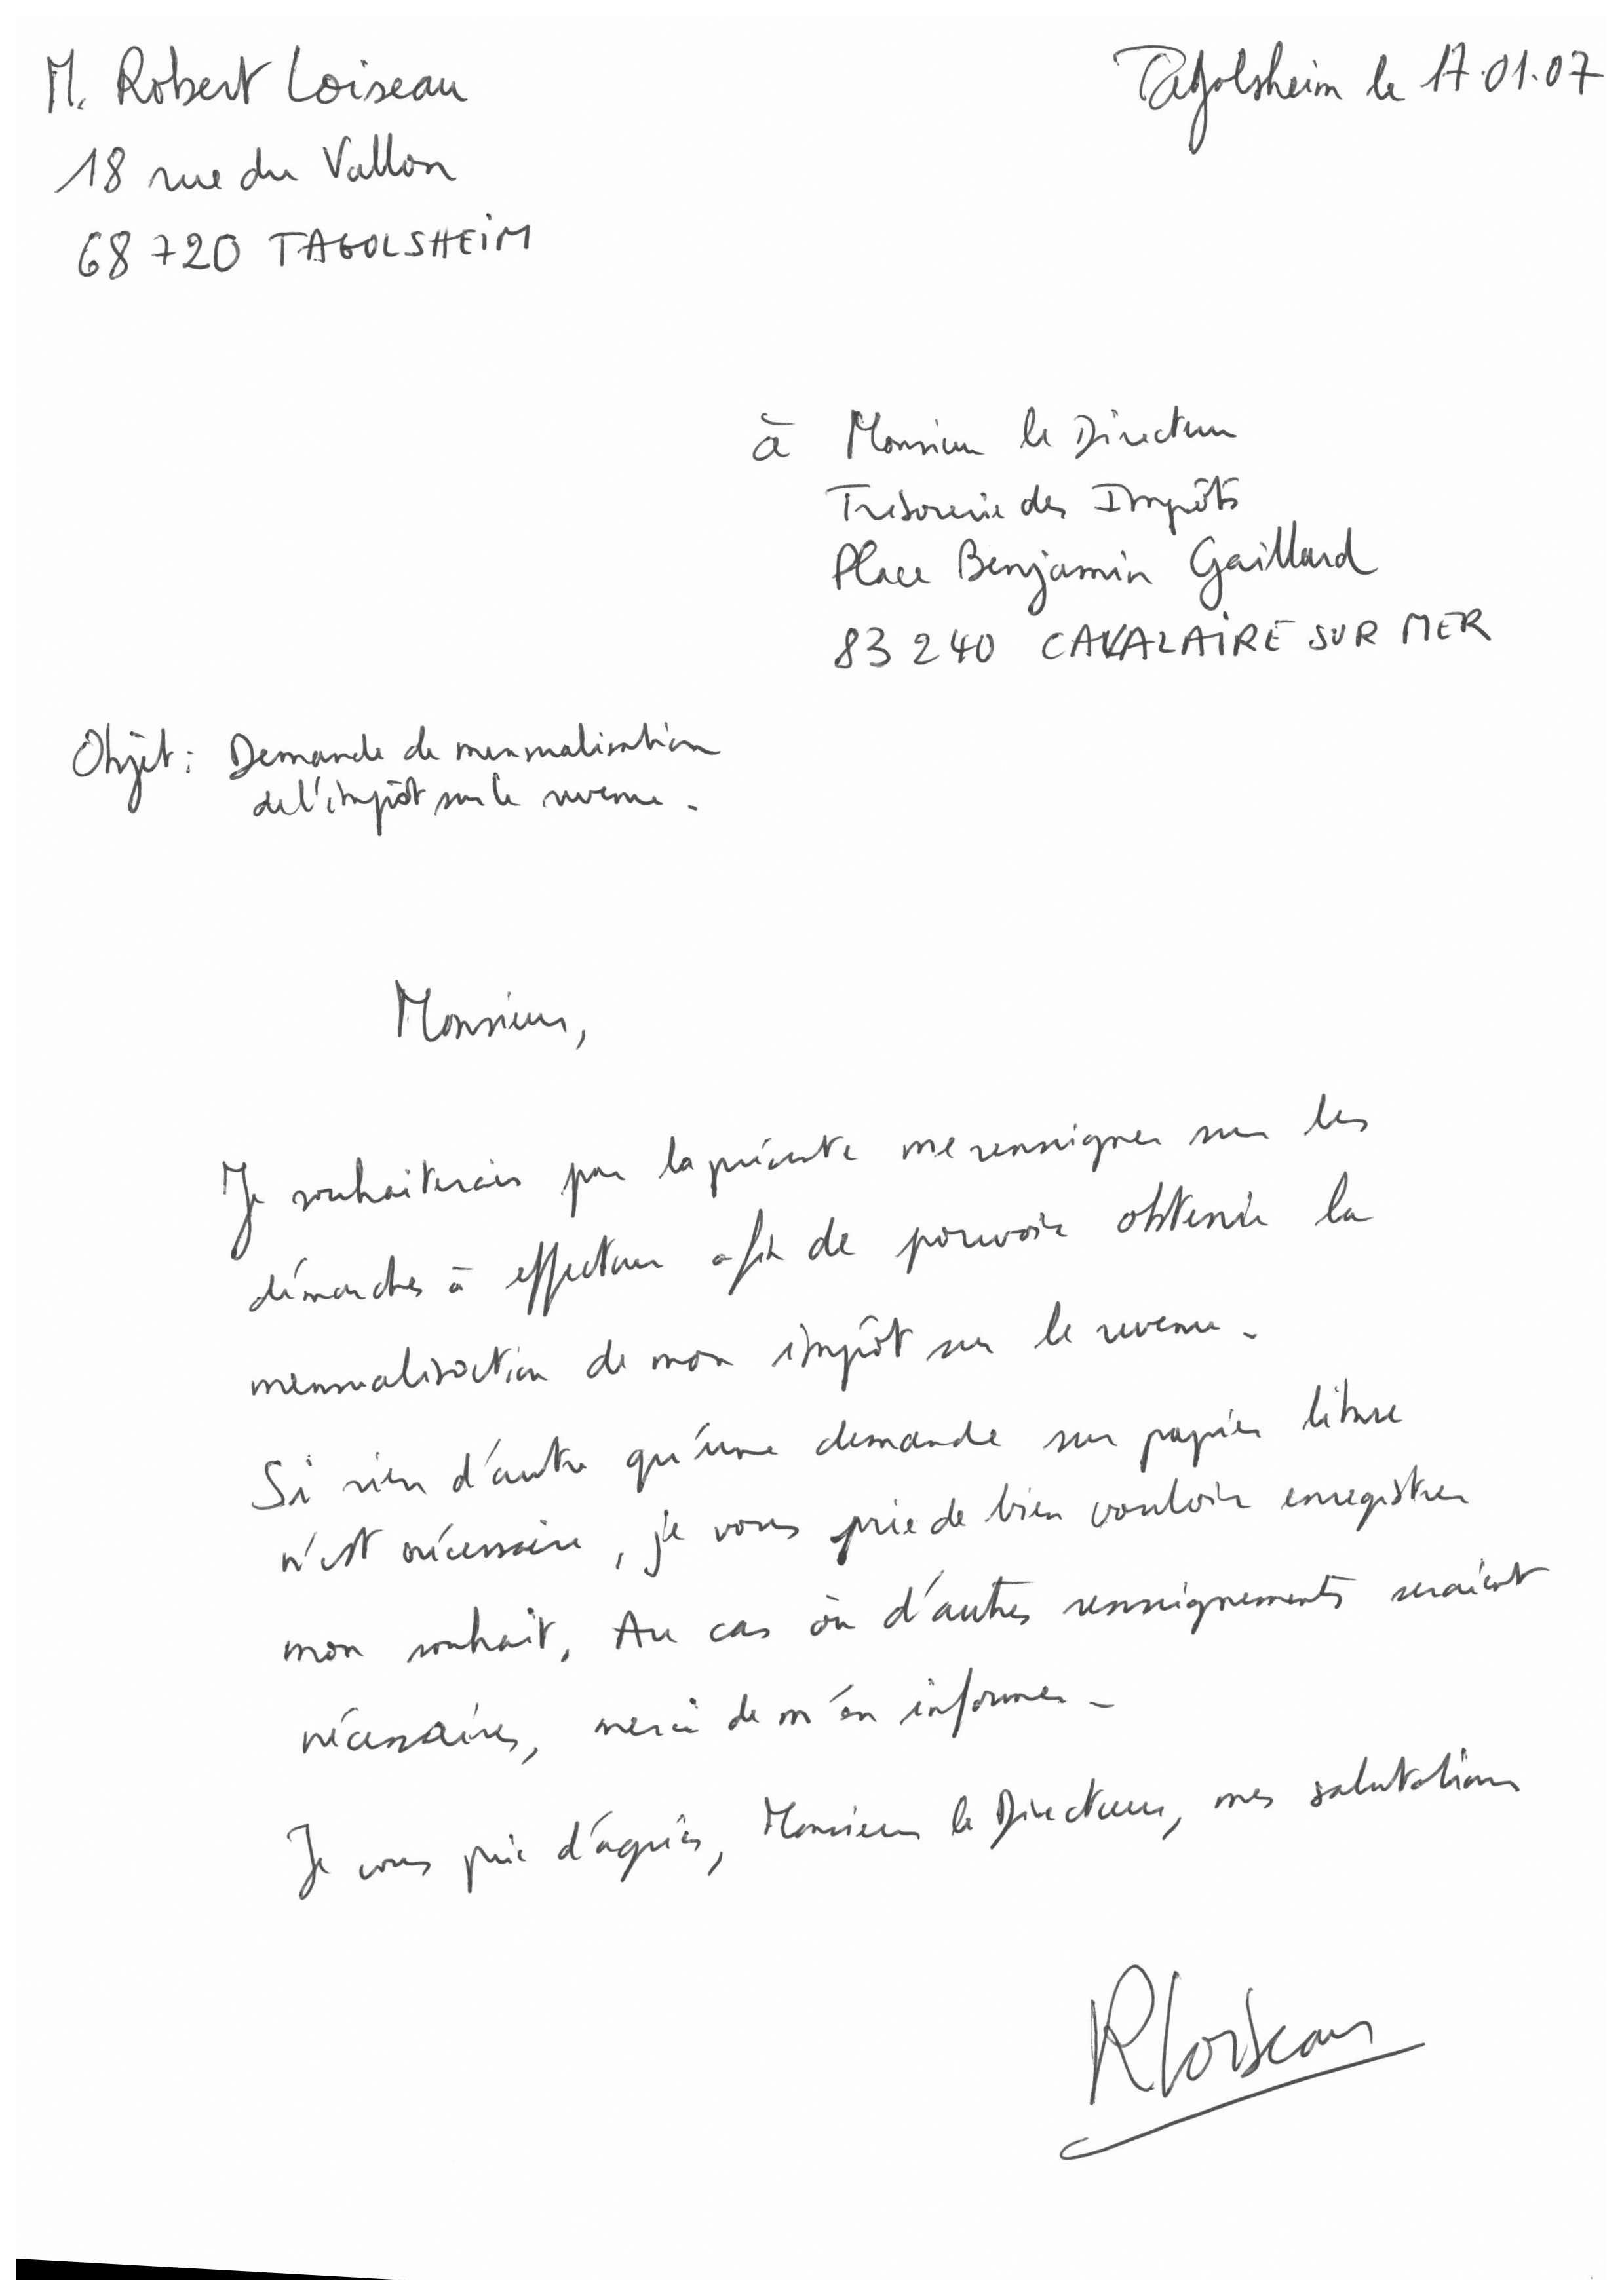 M. Robert Loiseau
Tagolsheim le 17.01.07
18 rue du Vallon
68 720 TAGOLSHEIM
à Monsieur le Directeur
Trésorerie des Impôts
Place Benjamin Gaillard
83 240 CAVALAIRE SUR MER
Objet : Demande de mensualisation
de l'impôt sur le revenu.
Monsieur,
Je souhaiterais par la présente me renseigner sur les
démarches à effectuer afin de pouvoir obtenir la
mensualisation de mon impôt sur le revenu.
Si rien d'autre qu'une demande sur papier libre
n'est nécessaire, je vous prie de bien vouloir enregistrer
mon souhait. Au cas où d'autres renseignements seraient
nécessaires, merci de m'en informer.
Je vous prie d'agréer, Monsieur le Directeur, mes salutations
RLoiseau